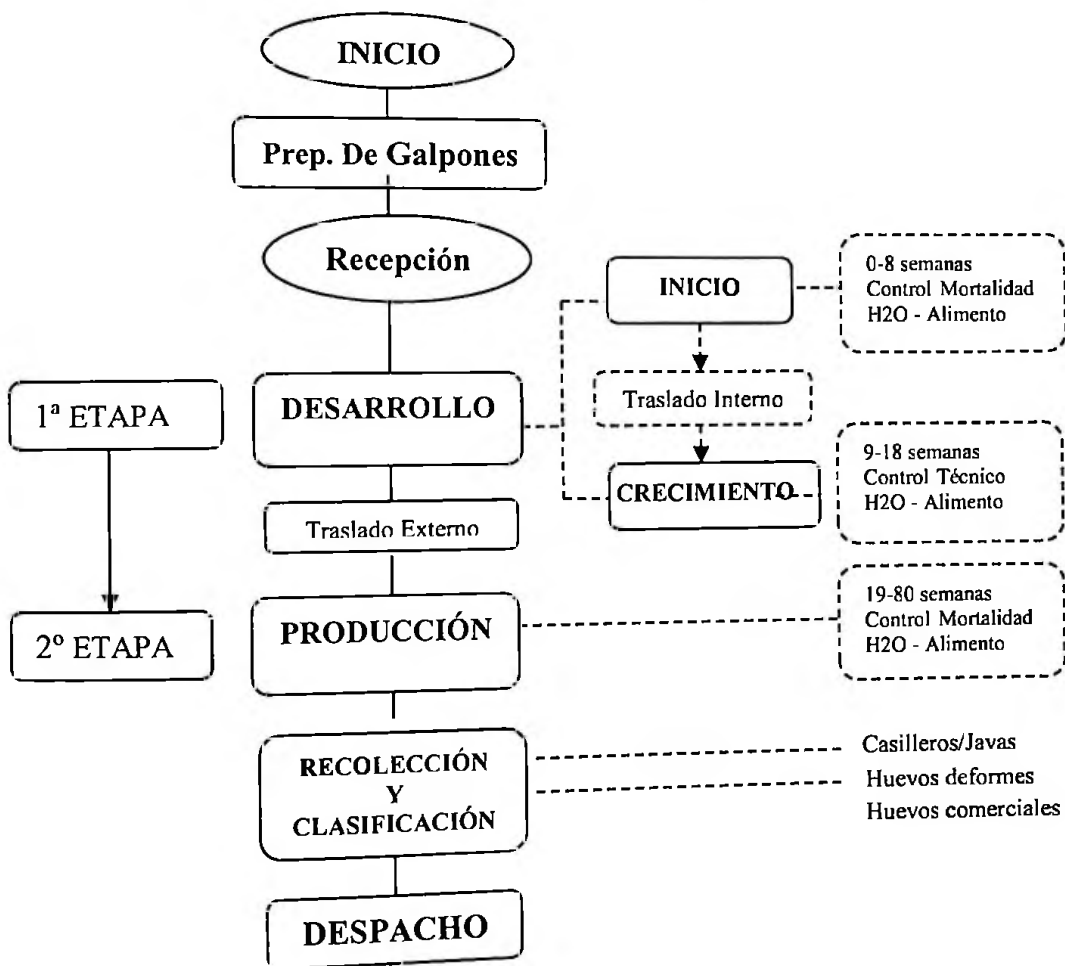 INICIO
Prep. De Galpones
Recepción
INICIO
0-8 semanas
Control Mortalidad
H2O - Alimento
1ª ETAPA
DESARROLLO
Traslado Interno
CRECIMIENTO
9-18 semanas
Control Técnico
H2O - Alimento
Traslado Externo
2º ETAPA
PRODUCCIÓN
19-80 semanas
Control Mortalidad
H2O - Alimento
RECOLECCIÓN
Y
CLASIFICACIÓN
Casilleros/Javas
Huevos deformes
Huevos comerciales
DESPACHO